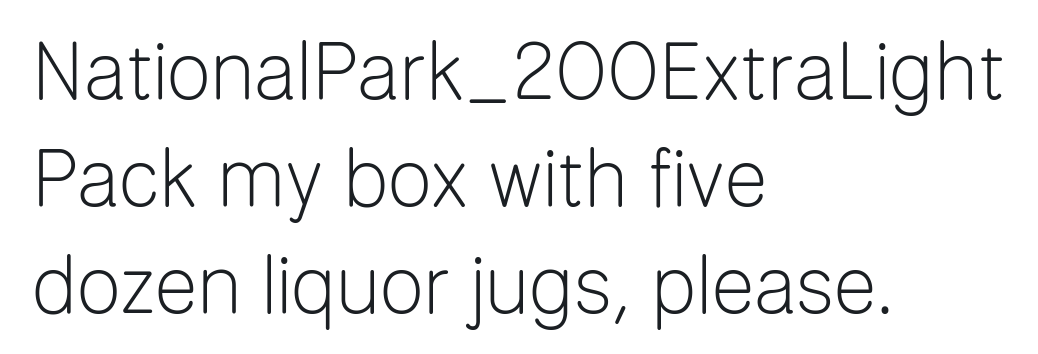 NationalPark_200ExtraLight
Pack my box with five
dozen liquor jugs, please.